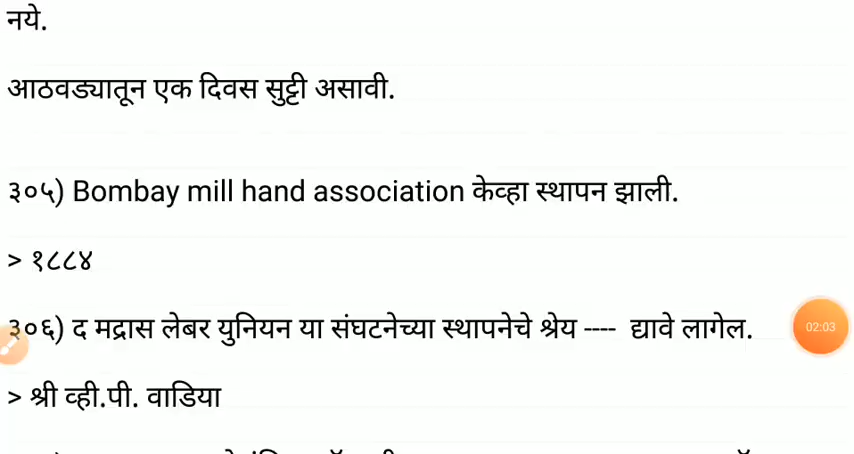 नये.
आठवड्यातून एक दिवस सुट्टी असावी.
३०५) Bombay mill hand association केव्हा स्थापन झाली.
> १८८४
३०६) द मद्रास लेबर युनियन या संघटनेच्या स्थापनेचे श्रेय ---- द्यावे लागेल.
02:03
> श्री व्ही.पी. वाडिया